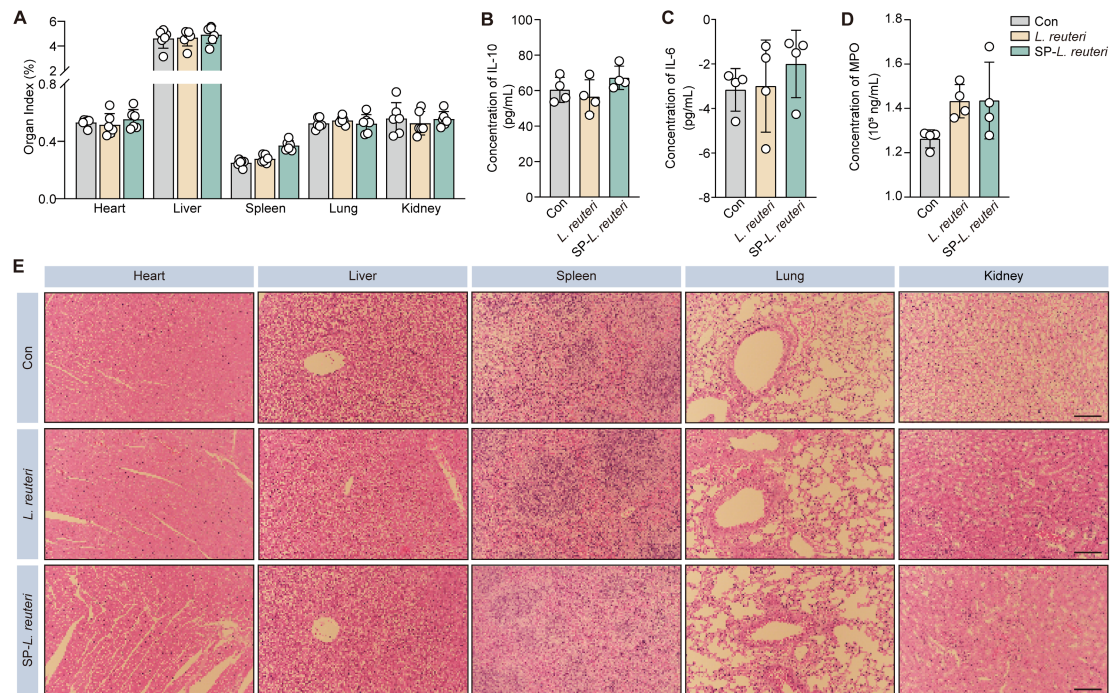 A
Organ Index (%)
6
4
2
0.8
0.4
0.0
Heart
Liver
Spleen
Lung
Kidney
B
Concentration of IL-10
(pg/mL)
100
80
60
40
20
0
Con
L. reuteri
SP-L. reuteri
C
Concentration of IL-6
(pg/mL)
0
-2
-4
-6
-8
Con
L. reuteri
SP-L. reuteri
D
Concentration of MPO
(10⁵ ng/mL)
1.8
1.6
1.4
1.2
1.0
Con
L. reuteri
SP-L. reuteri
Con
L. reuteri
SP-L. reuteri
E
Heart
Liver
Spleen
Lung
Kidney
Con
L. reuteri
SP-L. reuteri